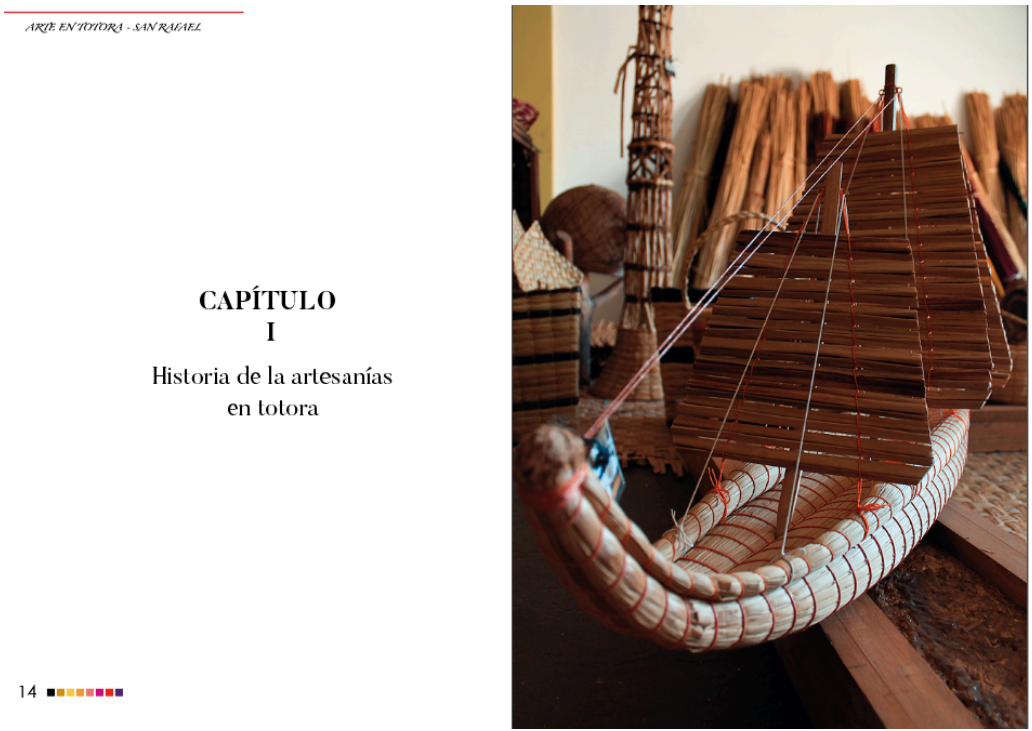 ARTE EN TOTORA - SAN RAFAEL
CAPÍTULO
I
Historia de la artesanías
en totora
14